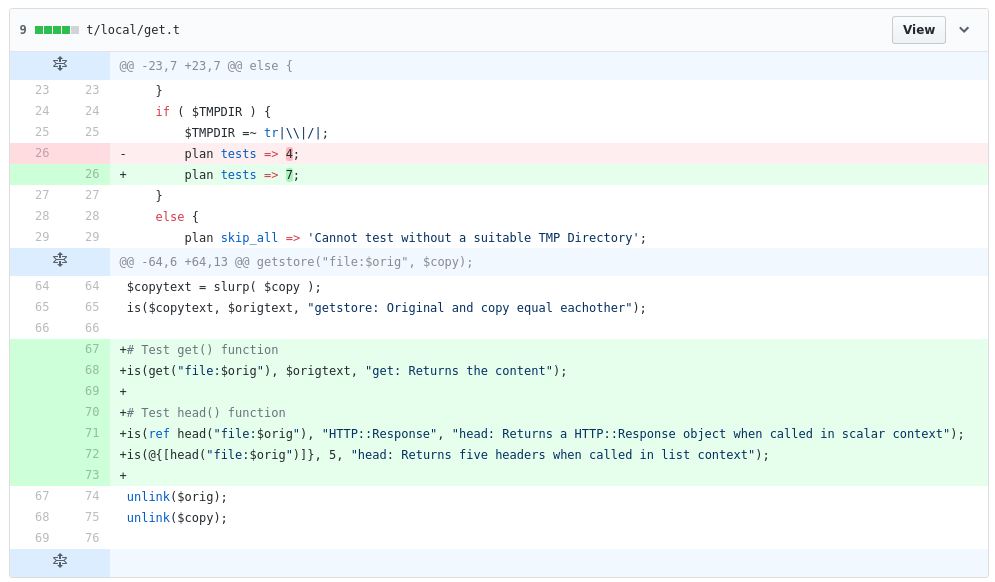 9 t/local/get.t View
@@ -23,7 +23,7 @@ else {
23 23 }
24 24 if ( $TMPDIR ) {
25 25 $TMPDIR =~ tr|\\|/|;
26 - plan tests => 4;
26 + plan tests => 7;
27 27 }
28 28 else {
29 29 plan skip_all => 'Cannot test without a suitable TMP Directory';
@@ -64,6 +64,13 @@ getstore("file:$orig", $copy);
64 64 $copytext = slurp( $copy );
65 65 is($copytext, $origtext, "getstore: Original and copy equal eachother");
66 66
67 +# Test get() function
68 +is(get("file:$orig"), $origtext, "get: Returns the content");
69 +
70 +# Test head() function
71 +is(ref head("file:$orig"), "HTTP::Response", "head: Returns a HTTP::Response object when called in scalar context");
72 +is(@{[head("file:$orig")]}, 5, "head: Returns five headers when called in list context");
73 +
67 74 unlink($orig);
68 75 unlink($copy);
69 76